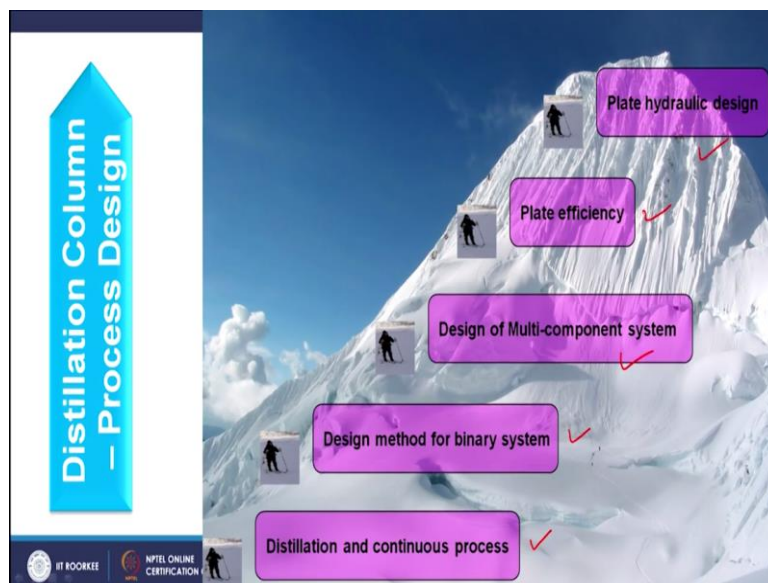 Distillation Column
– Process Design
Plate hydraulic design
Plate efficiency
Design of Multi-component system
Design method for binary system
Distillation and continuous process
IIT ROORKEE
NPTEL ONLINE
CERTIFICATION